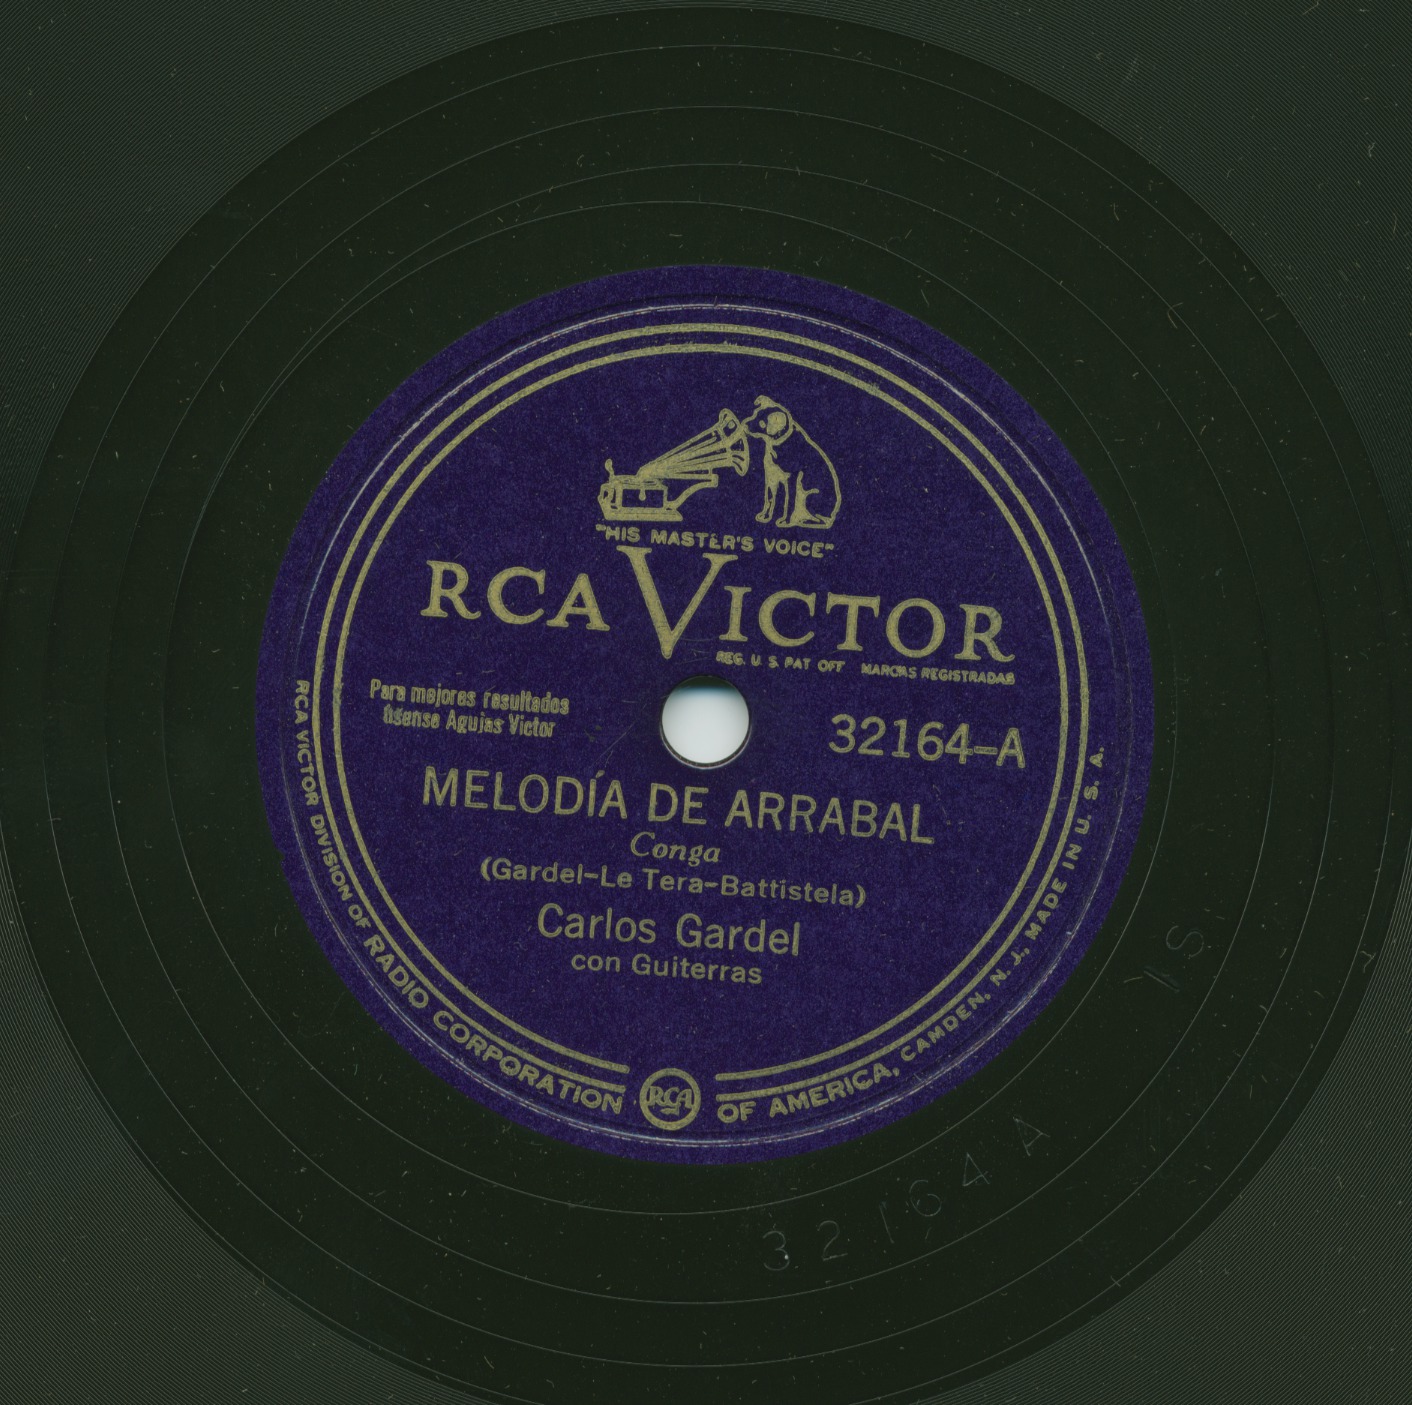 "HIS MASTER'S VOICE"
RCA VICTOR
REG. U. S. PAT OFF MARCAS REGISTRADAS
Para mejores resultados
úsense Agujas Victor
32164-A
MELODÍA DE ARRABAL
Conga
(Gardel-Le Tera-Battistela)
Carlos Gardel
con Guiterras
RCA VICTOR DIVISION OF RADIO CORPORATION RCA OF AMERICA, CAMDEN, N. J., MADE IN U. S. A.
32164 A